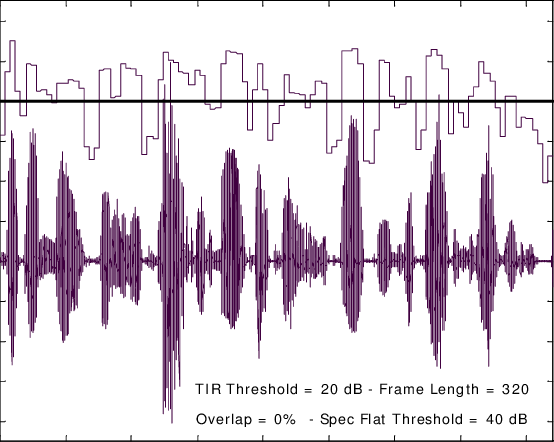 TIR Threshold = 20 dB - Frame Length = 320
Overlap = 0% - Spec Flat Threshold = 40 dB